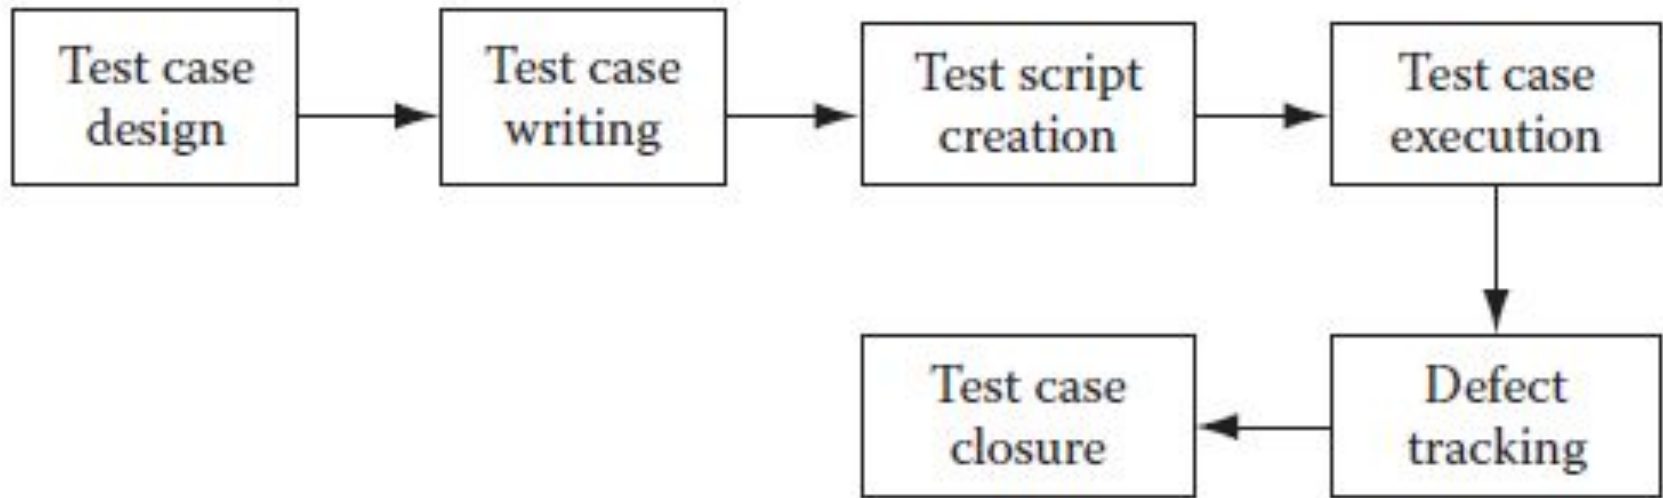 Test case
design
Test case
writing
Test script
creation
Test case
execution
Defect
tracking
Test case
closure